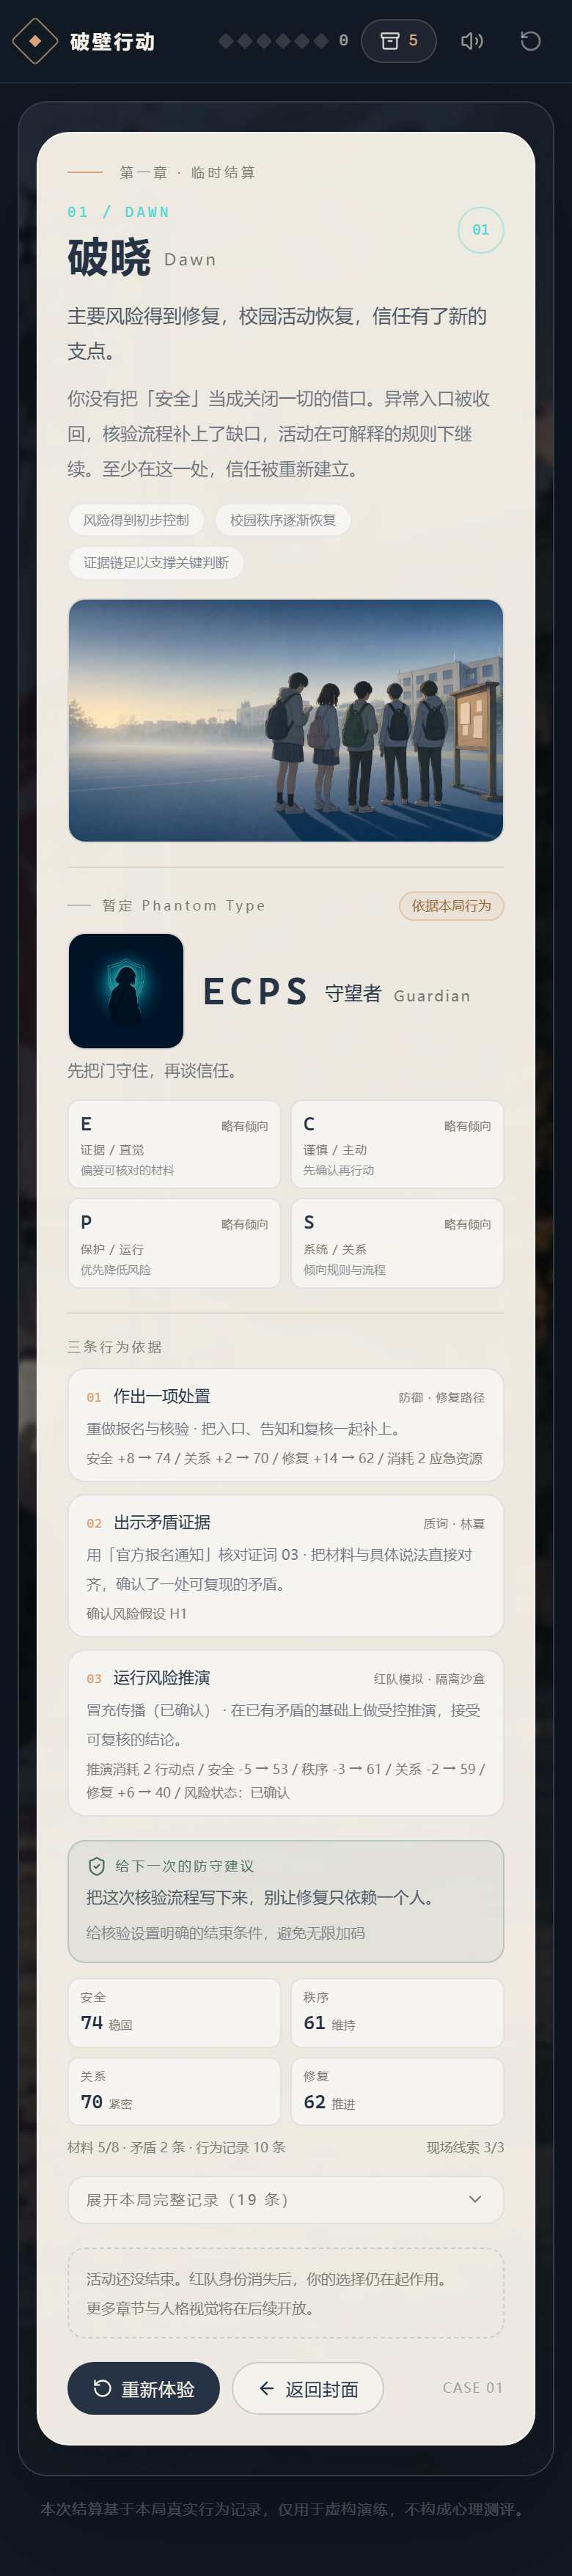 破壁行动
0
5
第一章 · 临时结算
01 / DAWN
01
破晓 Dawn
主要风险得到修复，校园活动恢复，信任有了新的
支点。
你没有把「安全」当成关闭一切的借口。异常入口被收
回，核验流程补上了缺口，活动在可解释的规则下继
续。至少在这一处，信任被重新建立。
风险得到初步控制
校园秩序逐渐恢复
证据链足以支撑关键判断
暂定 Phantom Type
依据本局行为
ECPS 守望者 Guardian
先把门守住，再谈信任。
E 略有倾向
证据 / 直觉
偏爱可核对的材料
C 略有倾向
谨慎 / 主动
先确认再行动
P 略有倾向
保护 / 运行
优先降低风险
S 略有倾向
系统 / 关系
倾向规则与流程
三条行为依据
01 作出一项处置 防御 · 修复路径
重做报名与核验 · 把入口、告知和复核一起补上。
安全 +8 → 74 / 关系 +2 → 70 / 修复 +14 → 62 / 消耗 2 应急资源
02 出示矛盾证据 质询 · 林夏
用「官方报名通知」核对证词 03 · 把材料与具体说法直接对
齐，确认了一处可复现的矛盾。
确认风险假设 H1
03 运行风险推演 红队模拟 · 隔离沙盒
冒充传播（已确认） · 在已有矛盾的基础上做受控推演，接受
可复核的结论。
推演消耗 2 行动点 / 安全 -5 → 53 / 秩序 -3 → 61 / 关系 -2 → 59 /
修复 +6 → 40 / 风险状态：已确认
给下一次的防守建议
把这次核验流程写下来，别让修复只依赖一个人。
给核验设置明确的结束条件，避免无限加码
安全
74 稳固
秩序
61 维持
关系
70 紧密
修复
62 推进
材料 5/8 · 矛盾 2 条 · 行为记录 10 条
现场线索 3/3
展开本局完整记录（19 条）
活动还没结束。红队身份消失后，你的选择仍在起作用。
更多章节与人格视觉将在后续开放。
重新体验
返回封面
CASE 01
本次结算基于本局真实行为记录，仅用于虚构演练，不构成心理测评。